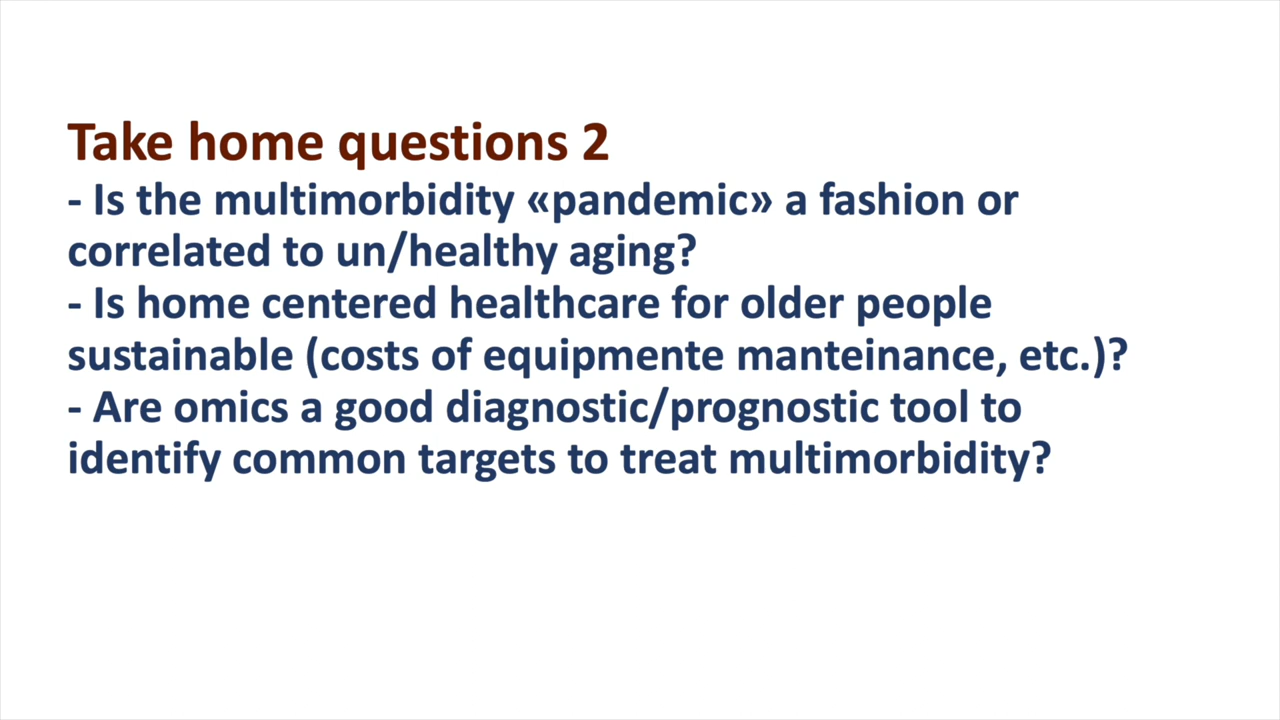 Take home questions 2
- Is the multimorbidity «pandemic» a fashion or
correlated to un/healthy aging?
- Is home centered healthcare for older people
sustainable (costs of equipmente manteinance, etc.)?
- Are omics a good diagnostic/prognostic tool to
identify common targets to treat multimorbidity?